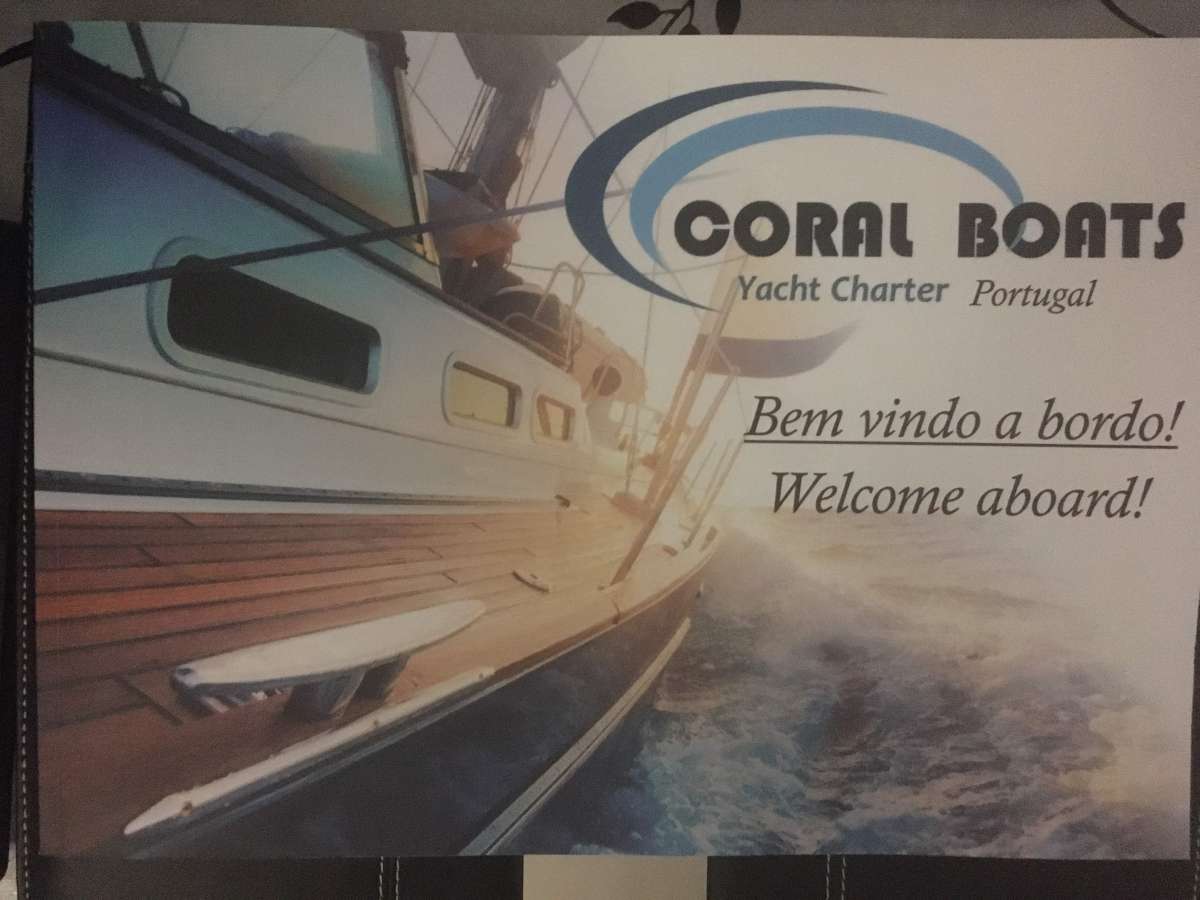 CORAL BOATS
Yacht Charter Portugal
Bem vindo a bordo!
Welcome aboard!